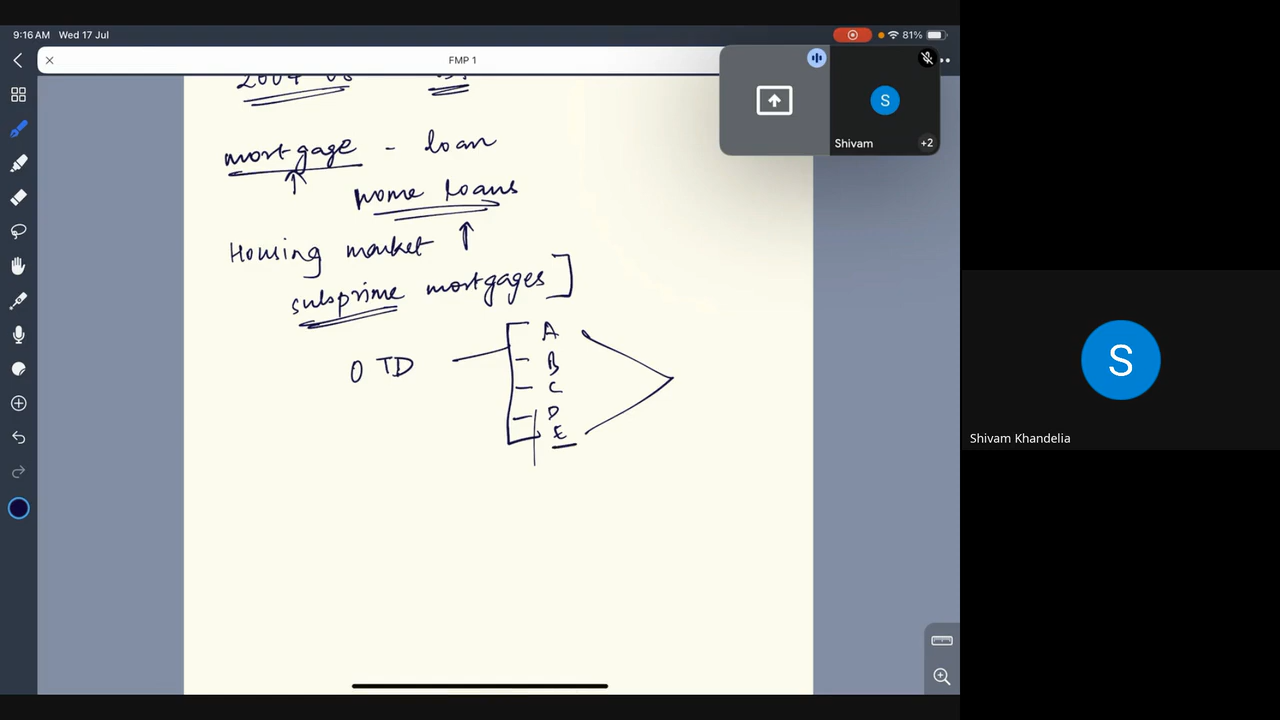 9:16 AM Wed 17 Jul
81%
FMP 1
S
Shivam
+2
mortgage - loan
home loans
Housing market
subprime mortgages]
OTD
A
B
C
D
E
S
Shivam Khandelia